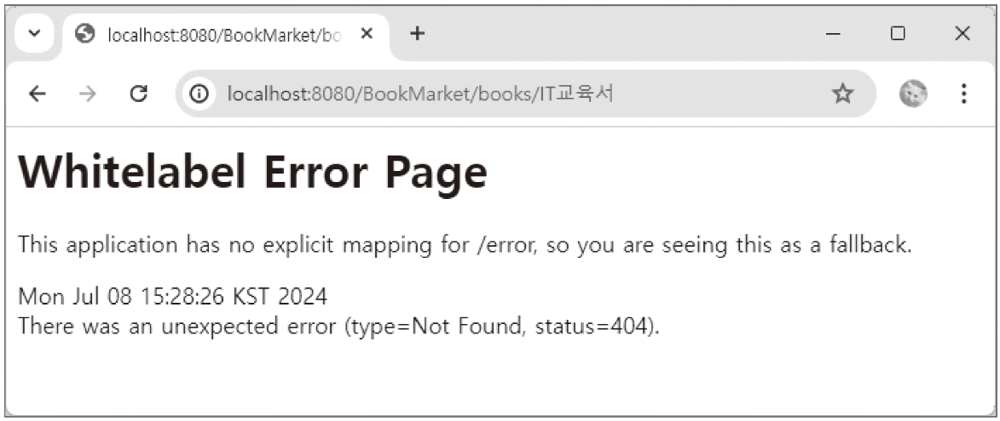 localhost:8080/BookMarket/bo
localhost:8080/BookMarket/books/IT교육서
Whitelabel Error Page
This application has no explicit mapping for /error, so you are seeing this as a fallback.
Mon Jul 08 15:28:26 KST 2024
There was an unexpected error (type=Not Found, status=404).